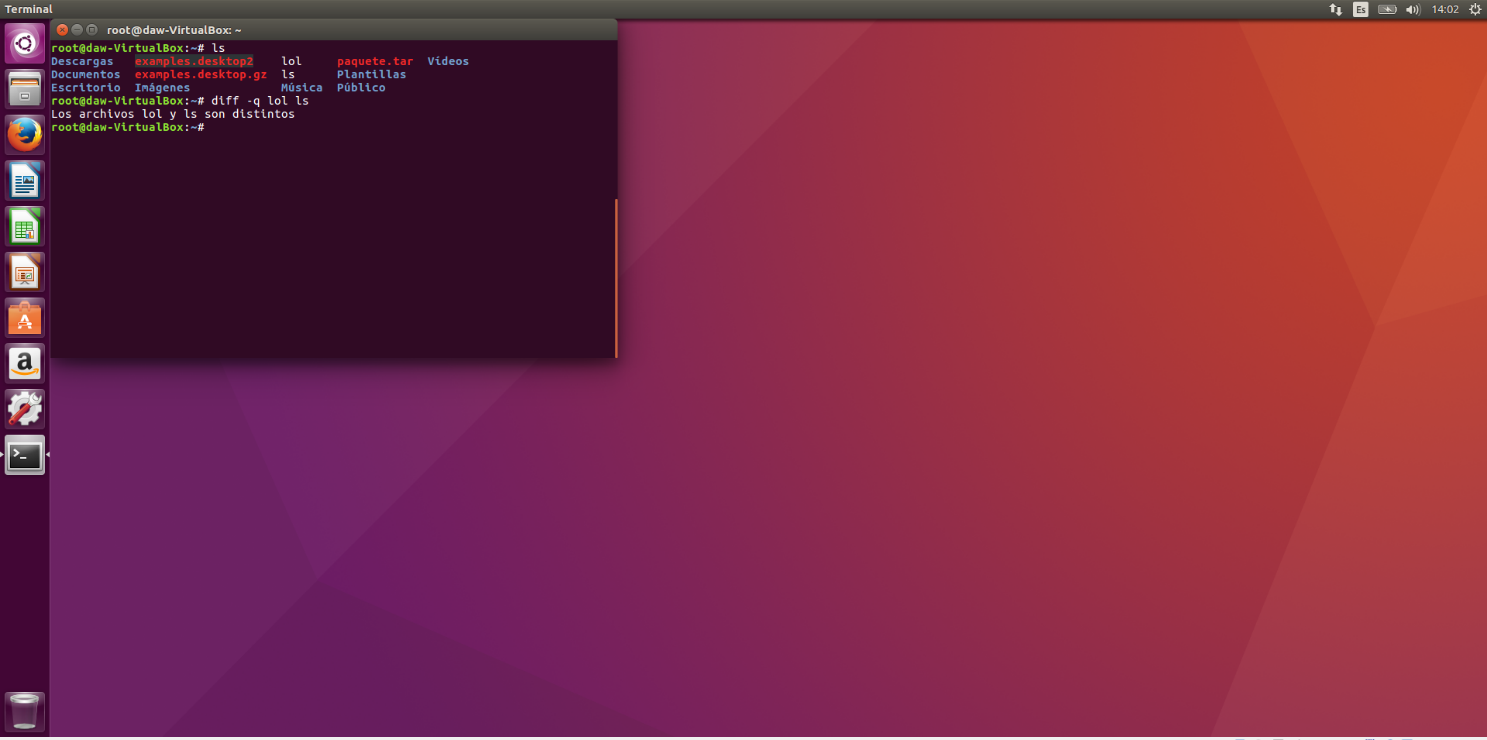 Terminal
Es
14:02
root@daw-VirtualBox: ~
root@daw-VirtualBox:~# ls
Descargas examples.desktop2 lol paquete.tar Vídeos
Documentos examples.desktop.gz ls Plantillas
Escritorio Imágenes Música Público
root@daw-VirtualBox:~# diff -q lol ls
Los archivos lol y ls son distintos
root@daw-VirtualBox:~#